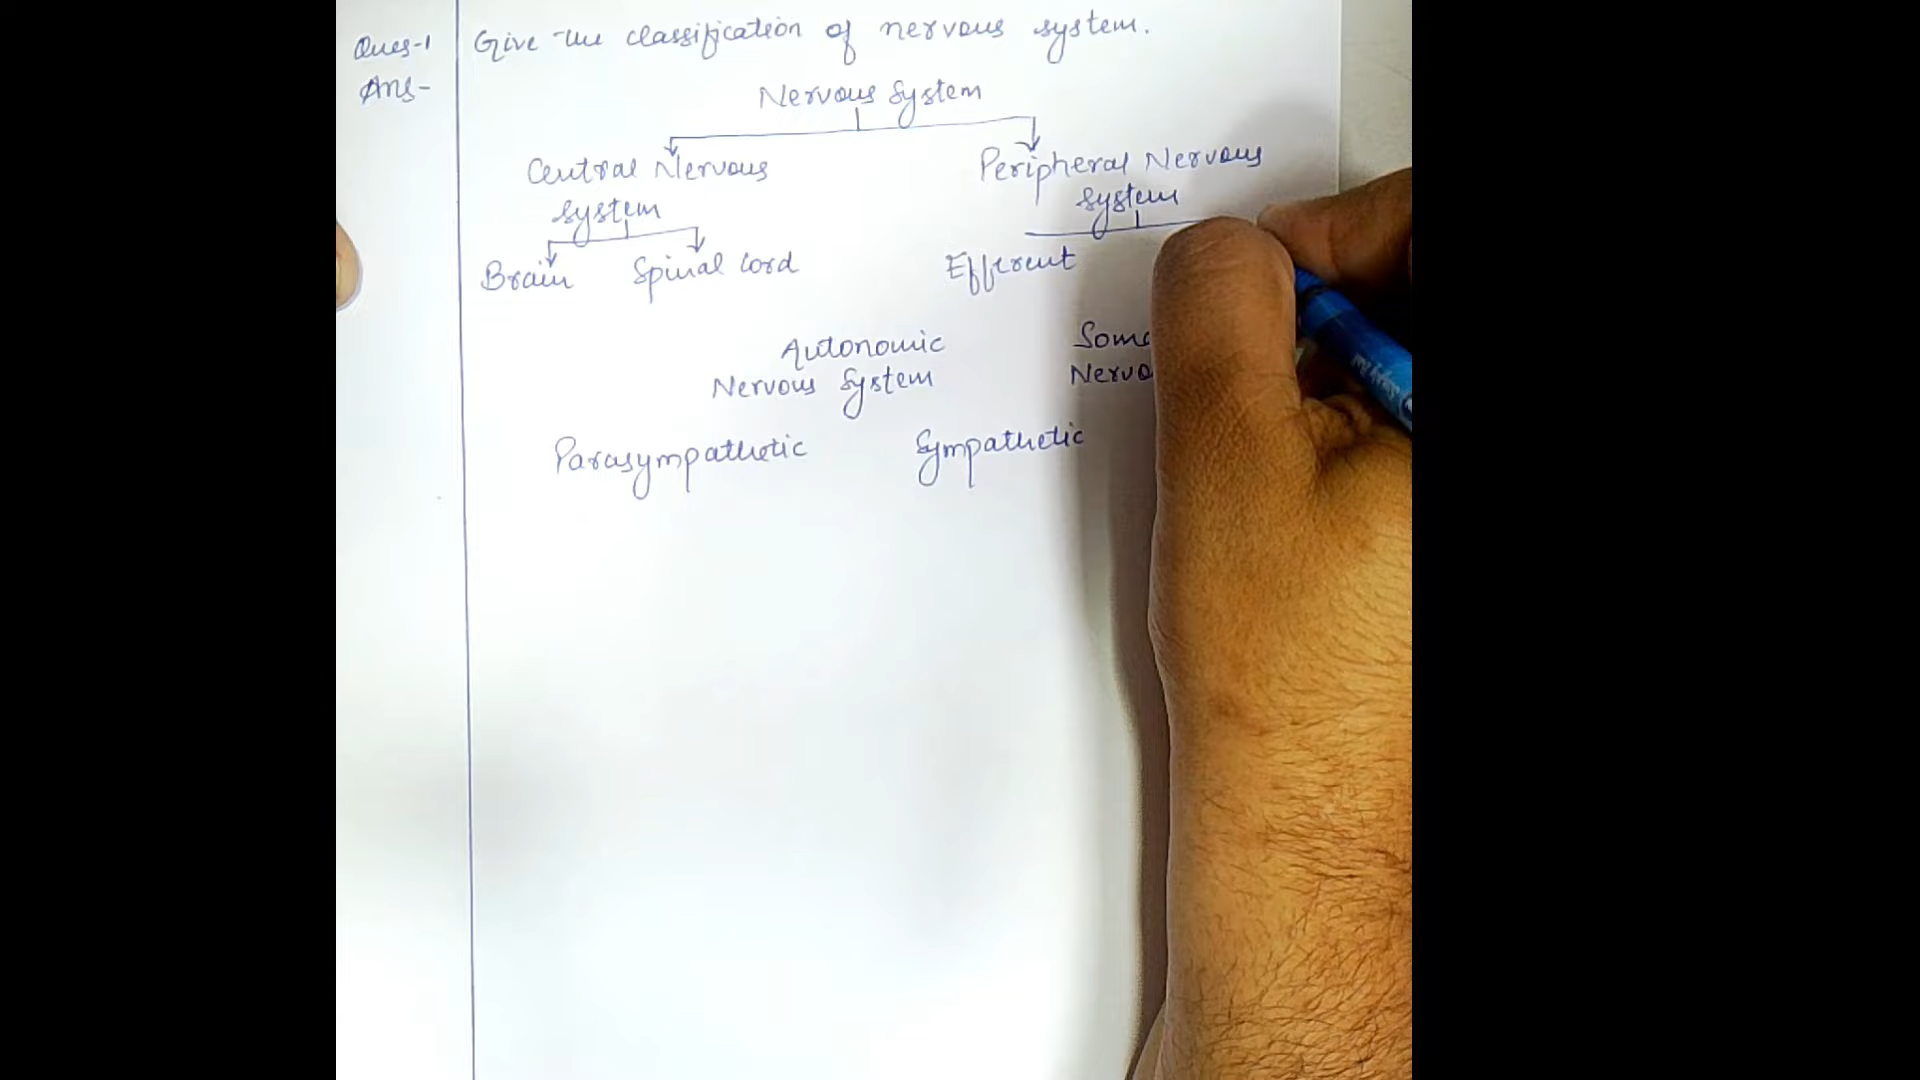 Ques-1 Give the classification of nervous system.
Ans-
Nervous System
Central Nervous Peripheral Nervous
system system
Brain Spinal Cord Efferent
Autonomic
Nervous System
Parasympathetic Sympathetic